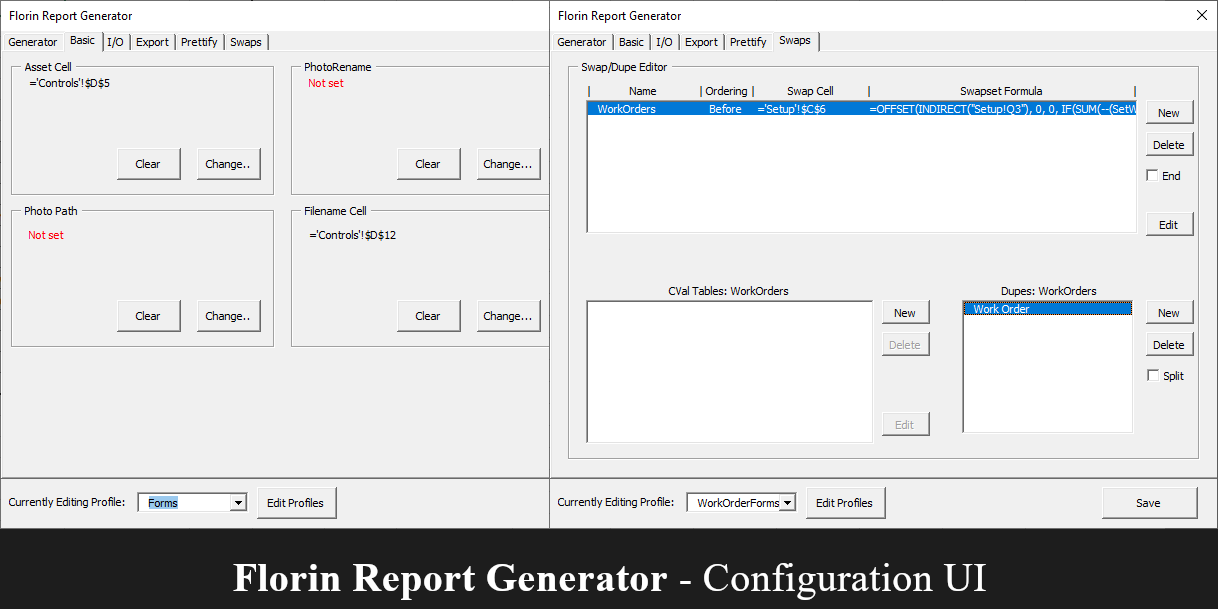 Florin Report Generator
Generator Basic I/O Export Prettify Swaps
Asset Cell
='Controls'!$D$5
Clear Change..
PhotoRename
Not set
Clear Change...
Photo Path
Not set
Clear Change..
Filename Cell
='Controls'!$D$12
Clear Change...
Currently Editing Profile: Forms Edit Profiles
Florin Report Generator
Generator Basic I/O Export Prettify Swaps
Swap/Dupe Editor
Name Ordering Swap Cell Swapset Formula
WorkOrders Before ='Setup'!$C$6 =OFFSET(INDIRECT("Setup!Q3"), 0, 0, IF(SUM(--(SetW
New
Delete
End
Edit
CVal Tables: WorkOrders
New
Delete
Edit
Dupes: WorkOrders
Work Order
New
Delete
Split
Currently Editing Profile: WorkOrderForms Edit Profiles Save
Florin Report Generator - Configuration UI